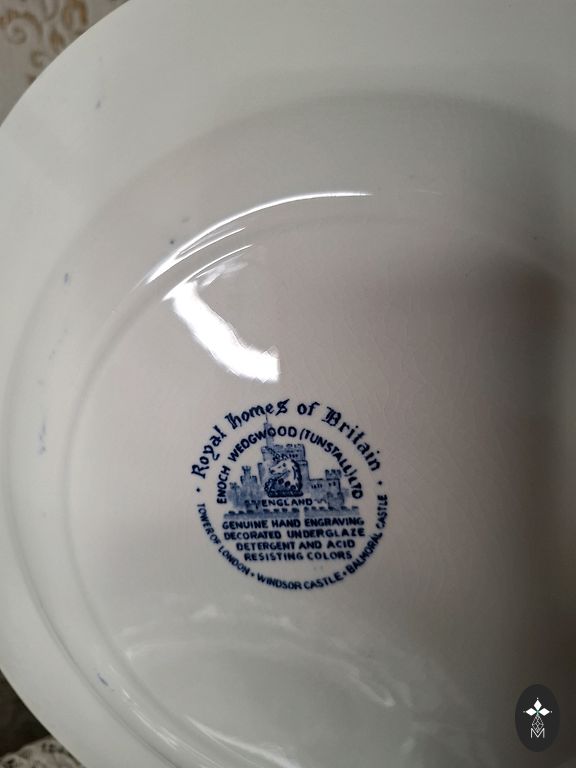 Royal homes of Britain
ENOCH WEDGWOOD (TUNSTALL) LTD
ENGLAND
GENUINE HAND ENGRAVING
DECORATED UNDERGLAZE
DETERGENT AND ACID
RESISTING COLORS
TOWER OF LONDON • WINDSOR CASTLE • BALMORAL CASTLE
M